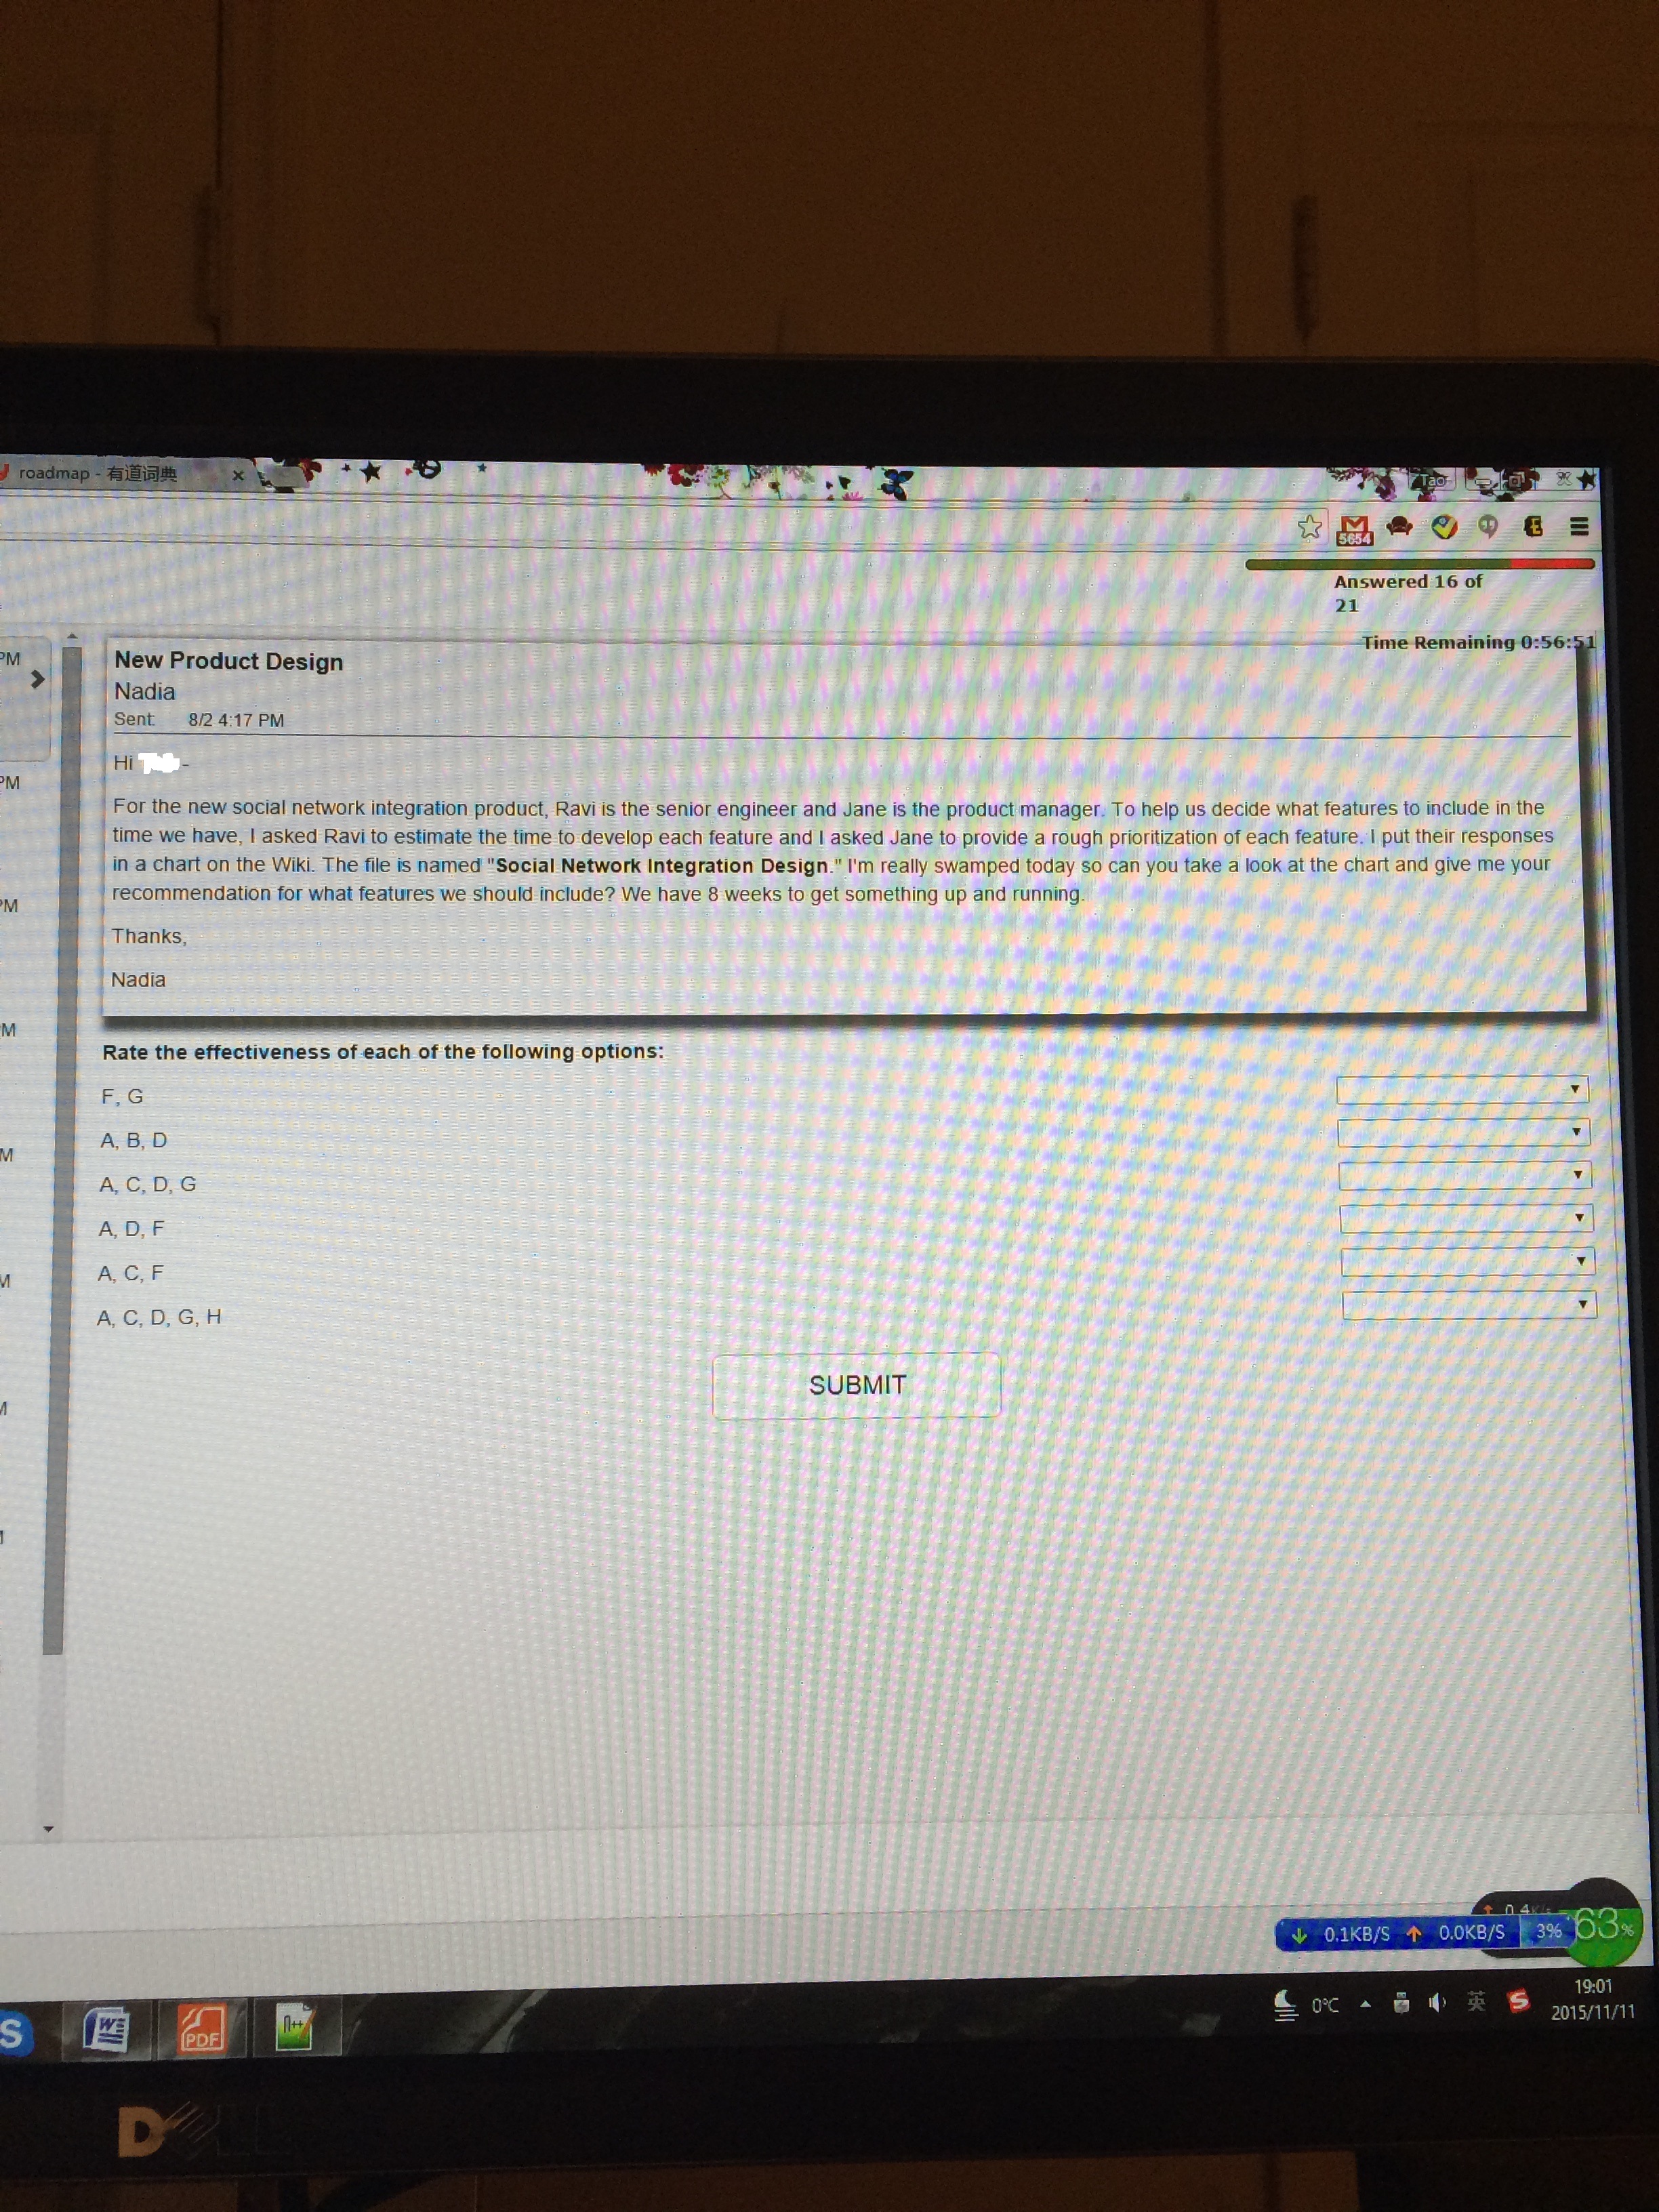 roadmap - 有道词典
Tao
5654
Answered 16 of
21
Time Remaining 0:56:51
PM
PM
PM
M
M
M
M
New Product Design
Nadia
Sent: 8/2 4:17 PM
Hi -
For the new social network integration product, Ravi is the senior engineer and Jane is the product manager. To help us decide what features to include in the
time we have, I asked Ravi to estimate the time to develop each feature and I asked Jane to provide a rough prioritization of each feature. I put their responses
in a chart on the Wiki. The file is named "Social Network Integration Design." I'm really swamped today so can you take a look at the chart and give me your
recommendation for what features we should include? We have 8 weeks to get something up and running.
Thanks,
Nadia
Rate the effectiveness of each of the following options:
F, G
A, B, D
A, C, D, G
A, D, F
A, C, F
A, C, D, G, H
SUBMIT
0.1KB/S 0.0KB/S 3% 63%
0°C 英 19:01
2015/11/11
PDF
DELL